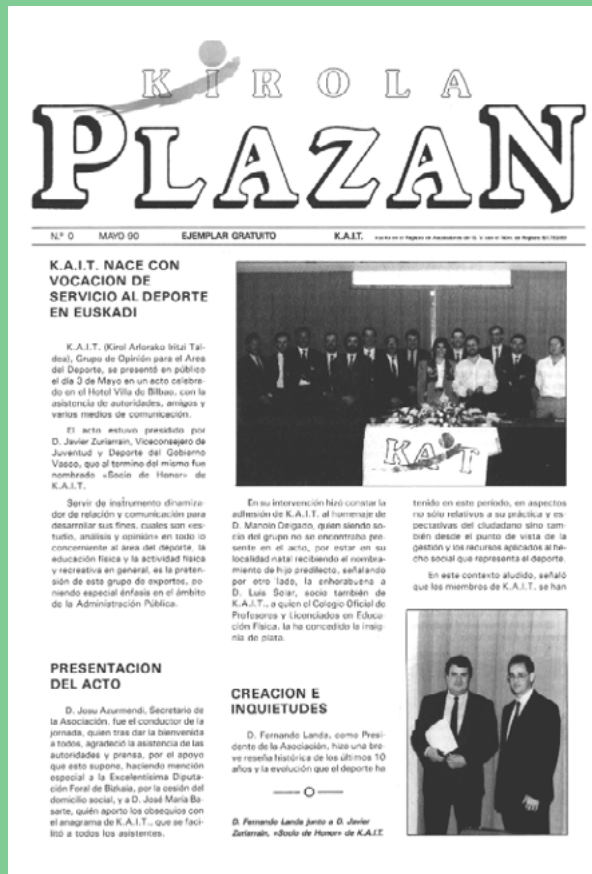 KIROLA
PLAZAN
N.º 0 MAYO 90 EJEMPLAR GRATUITO K.A.I.T.
K.A.I.T. NACE CON
VOCACION DE
SERVICIO AL DEPORTE
EN EUSKADI
K.A.I.T. (Kirol Arlorako Iritzi Tal-
dea), Grupo de Opinión para el Area
del Deporte, se presentó en público
el día 3 de Mayo en un acto celebra-
do en el Hotel Villa de Bilbao, con la
asistencia de autoridades, amigos y
varios medios de comunicación.
El acto estuvo presidido por
D. Javier Zuriarrain, Viceconsejero de
Juventud y Deporte del Gobierno
Vasco, que al termino del mismo fue
nombrado «Socio de Honor» de
K.A.I.T.
Servir de instrumento dinamiza-
dor de relación y comunicación para
desarrollar sus fines, cuales son «es-
tudio, análisis y opinión» en todo lo
concerniente al area del deporte, la
educación física y la actividad física
y recreativa en general, es la preten-
sión de este grupo de expertos, po-
niendo especial énfasis en el ámbito
de la Administración Pública.
PRESENTACION
DEL ACTO
D. Josu Azurmendi, Secretario de
la Asociación, fue el conductor de la
jornada, quien tras dar la bienvenida
a todos, agradeció la asistencia de las
autoridades y prensa, por el apoyo
que esto supone, haciendo mención
especial a la Excelentísima Diputa-
ción Foral de Bizkaia, por la cesión del
domicilio social, y a D. José María Ba-
sarte, quién aporto los obsequios con
el anagrama de K.A.I.T., que se faci-
litó a todos los asistentes.
KAIT
En su intervención hizó constar la
adhesión de K.A.I.T. al homenaje de
D. Manolo Delgado, quien siendo so-
cio del grupo no se encontraba pre-
sente en el acto, por estar en su
localidad natal recibiendo el nombra-
miento de hijo predilecto, señalando
por otro lado, la enhorabuena a
D. Luis Solar, socio también de
K.A.I.T., a quien el Colegio Oficial de
Profesores y Licenciados en Educa-
ción Física, la ha concedido la insig-
nia de plata.
CREACION E
INQUIETUDES
D. Fernando Landa, como Presi-
dente de la Asociación, hizo una bre-
ve reseña histórica de los últimos 10
años y la evolución que el deporte ha
D. Fernando Landa junto a D. Javier
Zuriarrain, «Socio de Honor» de K.A.I.T.
tenido en este período, en aspectos
no sólo relativos a su práctica y ex-
pectativas del ciudadano sino tam-
bién desde el punto de vista de la
gestión y los recursos aplicados al he-
cho social que representa el deporte.
En este contexto aludido, señaló
que los miembros de K.A.I.T. se han